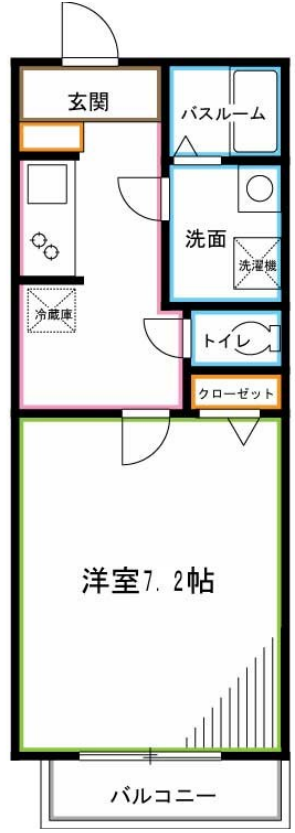 玄関
バスルーム
洗面
洗濯機
冷蔵庫
トイレ
クローゼット
洋室7.2帖
バルコニー